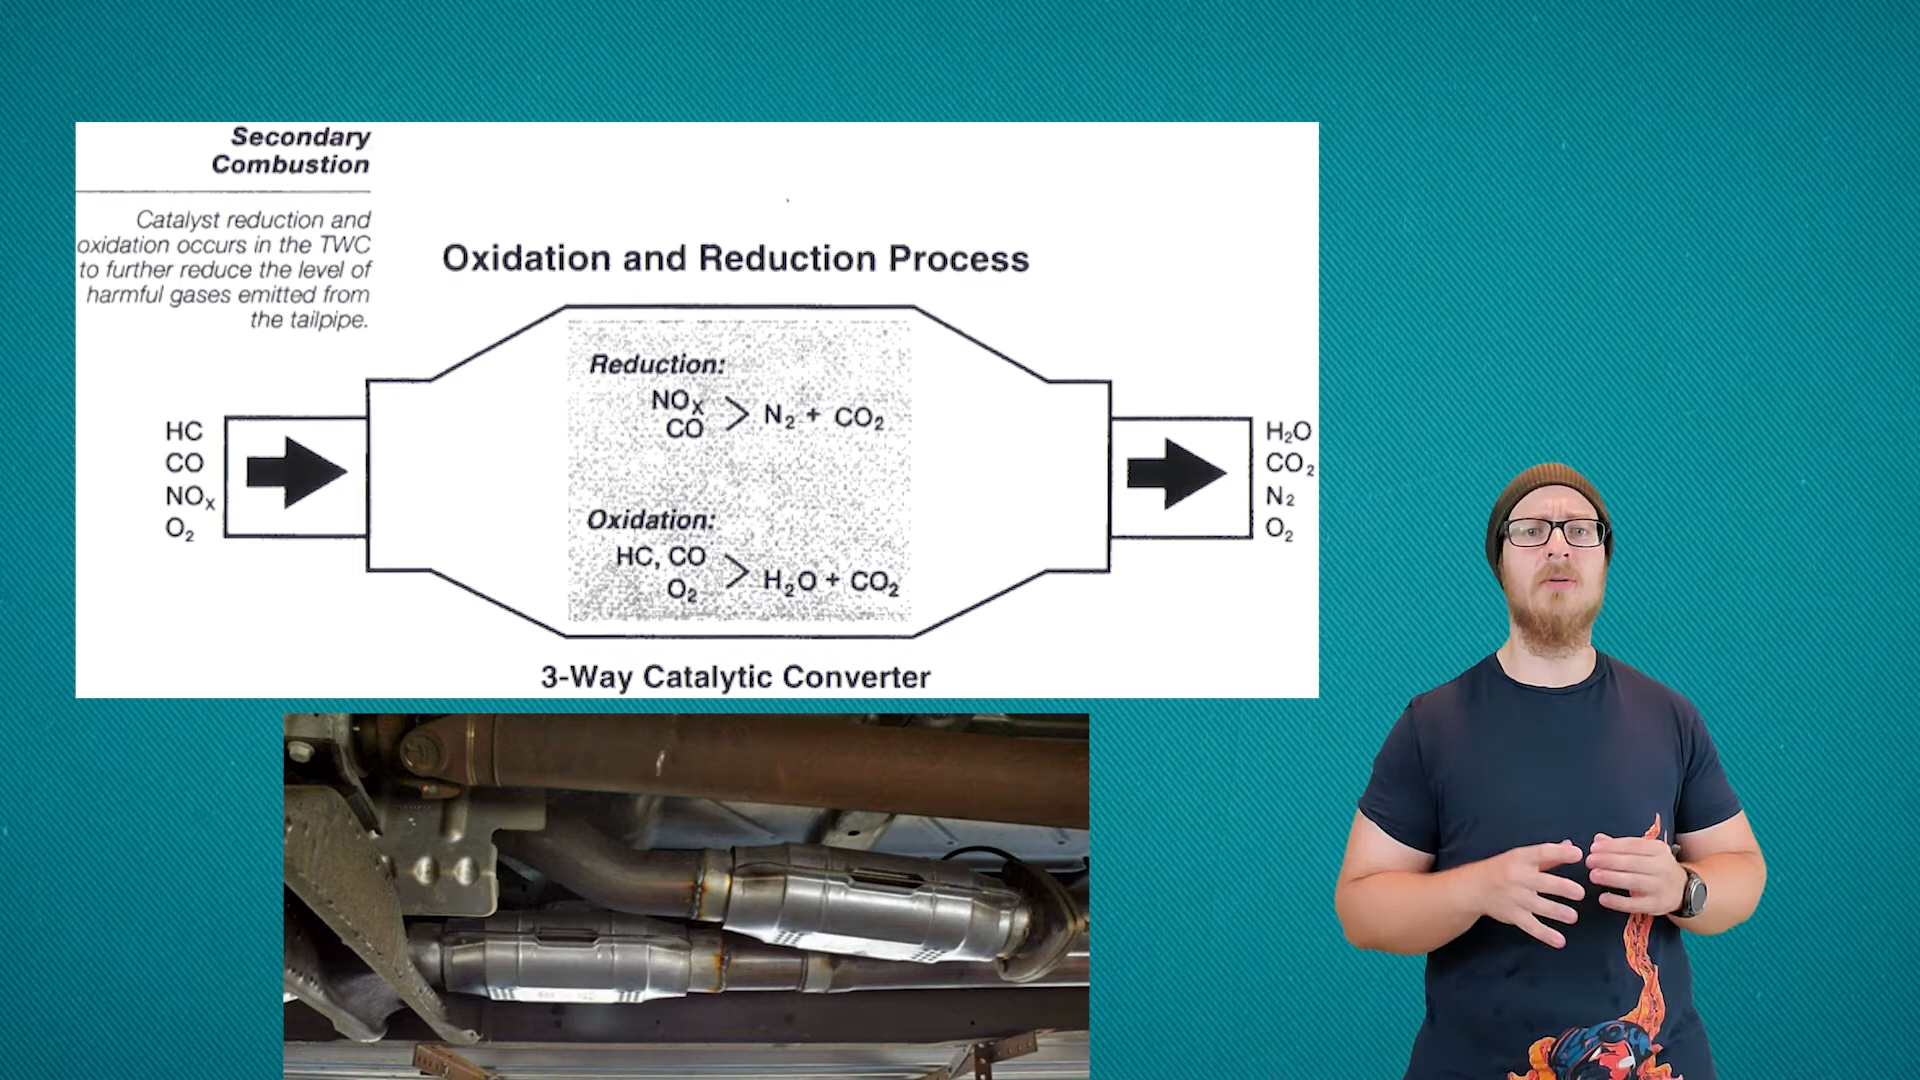 Secondary
Combustion
Catalyst reduction and
oxidation occurs in the TWC
to further reduce the level of
harmful gases emitted from
the tailpipe.
Oxidation and Reduction Process
Reduction:
NOx
CO
> N₂ + CO₂
Oxidation:
HC, CO
O₂
> H₂O + CO₂
HC
CO
NOx
O₂
H₂O
CO₂
N₂
O₂
3-Way Catalytic Converter